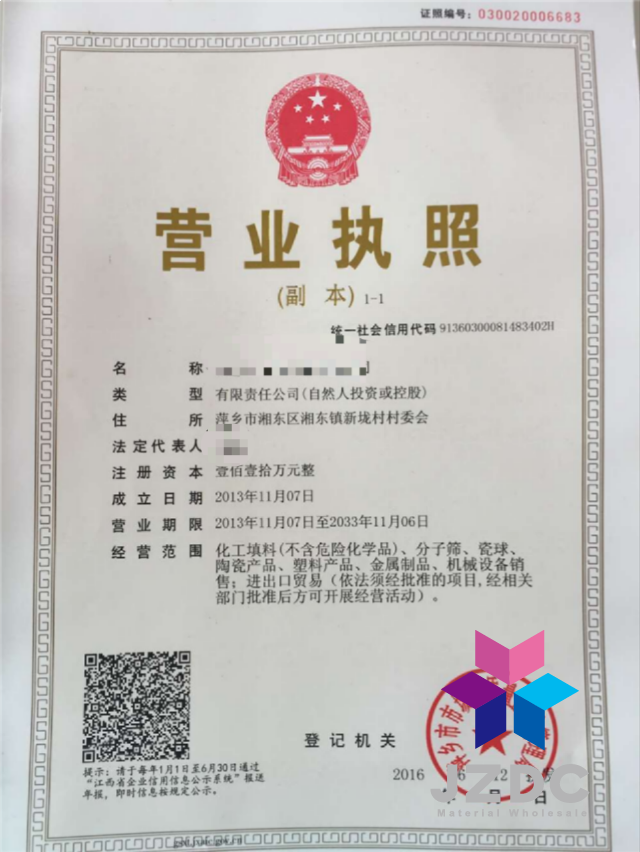 证照编号：030020006683
营业执照
(副 本) 1-1
统一社会信用代码 91360300081483402H
名 称
类 型 有限责任公司(自然人投资或控股)
住 所 萍乡市湘东区湘东镇新垅村村委会
法定代表人
注册资本 壹佰壹拾万元整
成立日期 2013年11月07日
营业期限 2013年11月07日至2033年11月06日
经营范围 化工填料(不含危险化学品)、分子筛、瓷球、
陶瓷产品、塑料产品、金属制品、机械设备销
售；进出口贸易（依法须经批准的项目,经相关
部门批准后方可开展经营活动）。
登记机关
提示：请于每年1月1日至6月30日通过
“江西省企业信用信息公示系统”报送
年报，即时信息按规定公示。
2016
年 月 日
JZDC
Material Wholesale